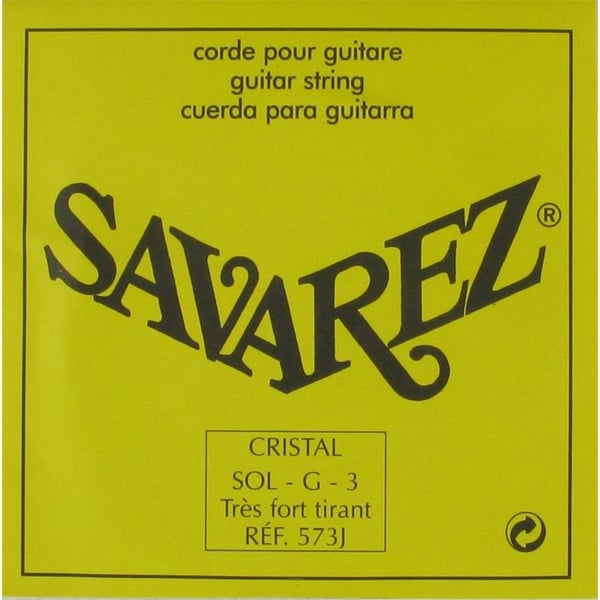 corde pour guitare
guitar string
cuerda para guitarra
SAVAREZ®
CRISTAL
SOL - G - 3
Très fort tirant
RÉF. 573J